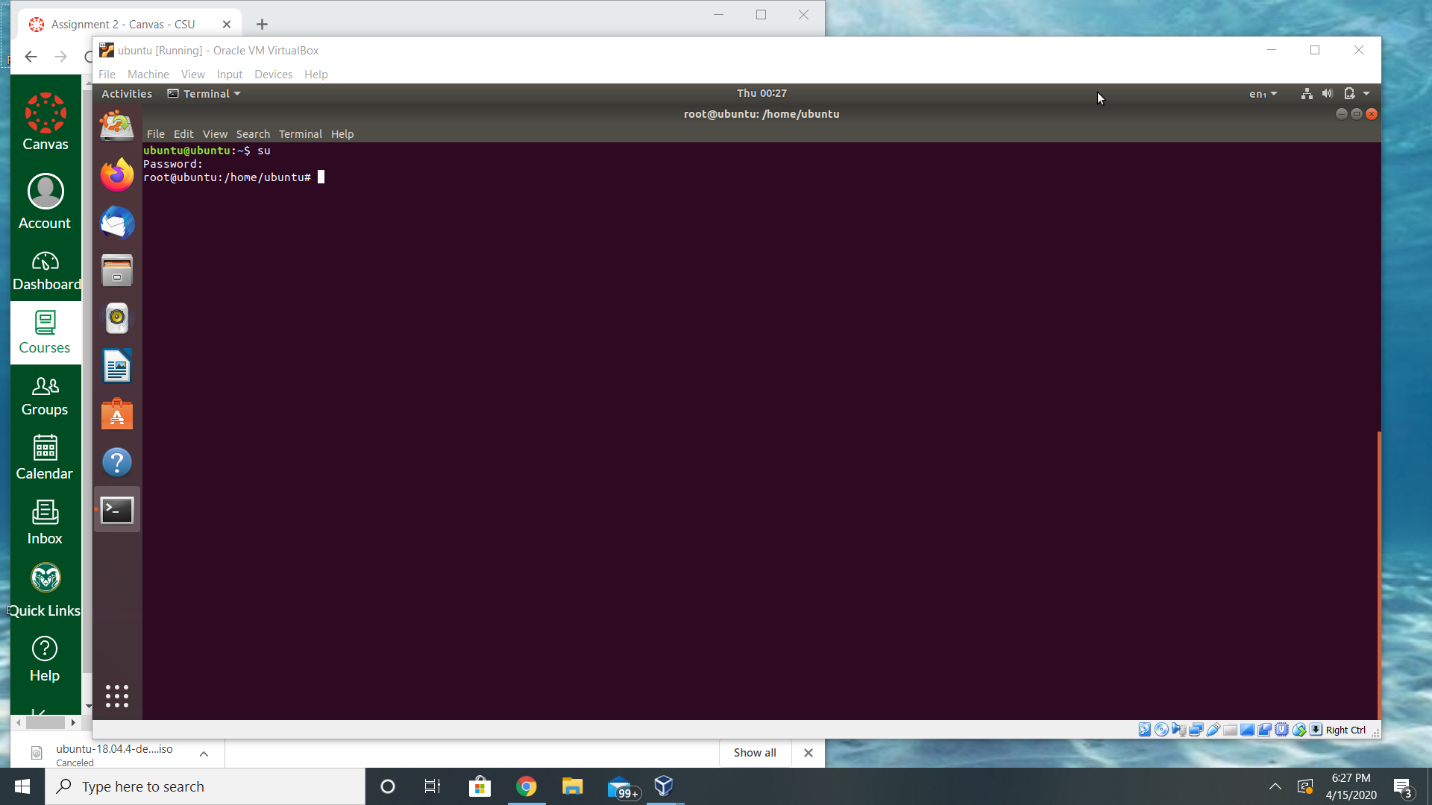 Assignment 2 - Canvas - CSU
ubuntu [Running] - Oracle VM VirtualBox
File Machine View Input Devices Help
Activities Terminal Thu 00:27 en₁
root@ubuntu: /home/ubuntu
File Edit View Search Terminal Help
ubuntu@ubuntu:~$ su
Password:
root@ubuntu:/home/ubuntu#
Canvas
Account
Dashboard
Courses
Groups
Calendar
Inbox
Quick Links
Help
Right Ctrl
ubuntu-18.04.4-de....iso
Canceled
Show all
Type here to search
99+
6:27 PM
4/15/2020
3